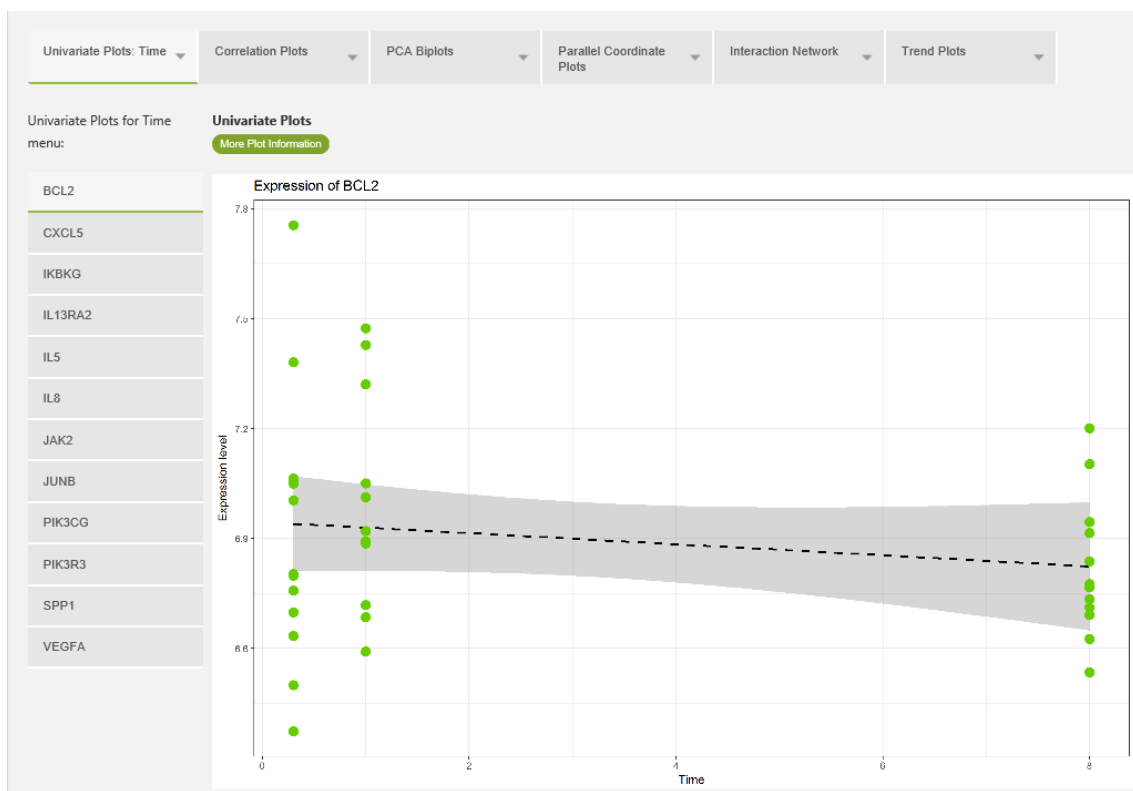 Univariate Plots: Time
Correlation Plots
PCA Biplots
Parallel Coordinate
Plots
Interaction Network
Trend Plots
Univariate Plots for Time
menu:
Univariate Plots
More Plot Information
BCL2
CXCL5
IKBKG
IL13RA2
IL5
IL8
JAK2
JUNB
PIK3CG
PIK3R3
SPP1
VEGFA
Expression of BCL2
Expression level
7.8
7.5
7.2
6.9
6.6
0
2
4
6
8
Time